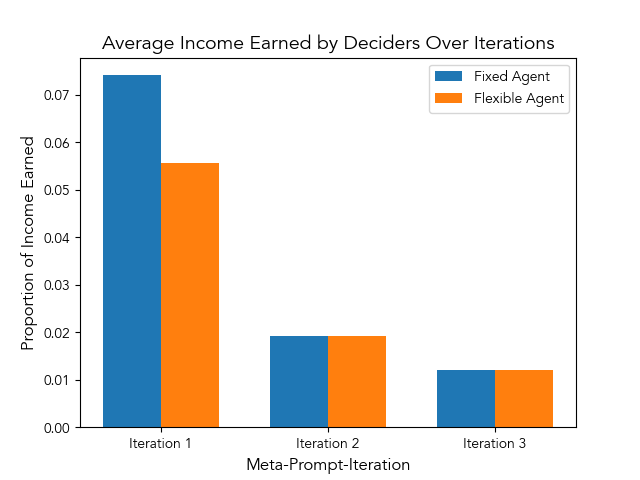 Average Income Earned by Deciders Over Iterations
Fixed Agent
Flexible Agent
Proportion of Income Earned
0.07
0.06
0.05
0.04
0.03
0.02
0.01
0.00
Iteration 1
Iteration 2
Iteration 3
Meta-Prompt-Iteration